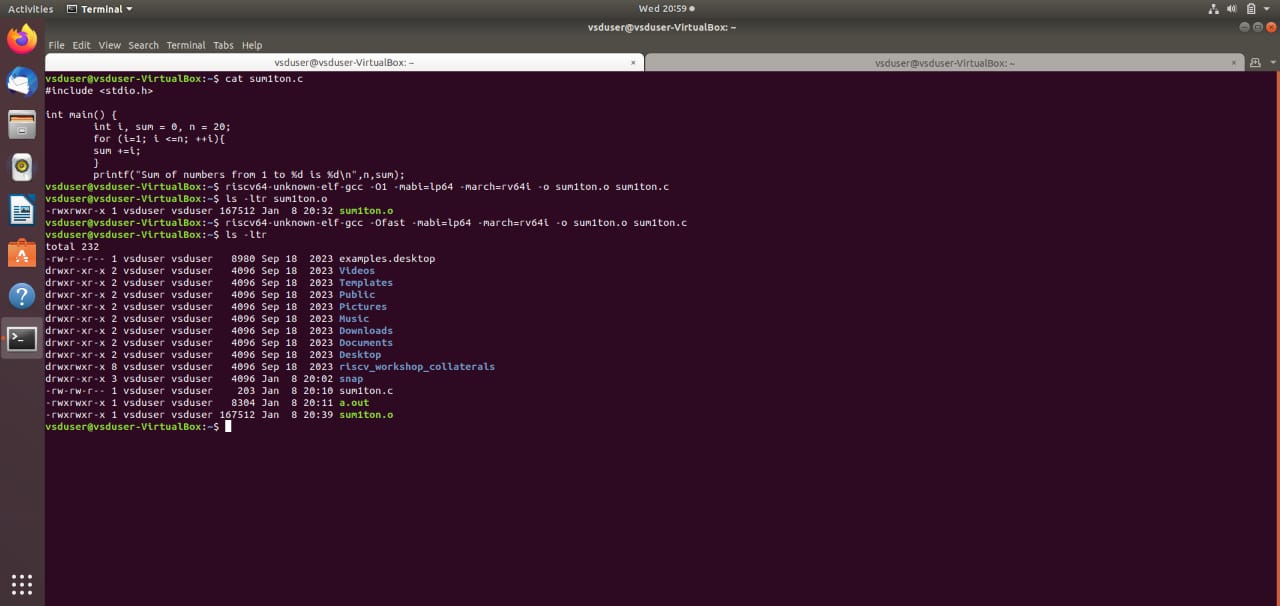 Activities Terminal Wed 20:59
vsduser@vsduser-VirtualBox: ~
File Edit View Search Terminal Tabs Help
vsduser@vsduser-VirtualBox: ~ × vsduser@vsduser-VirtualBox: ~ ×
vsduser@vsduser-VirtualBox:~$ cat sum1ton.c
#include <stdio.h>

int main() {
        int i, sum = 0, n = 20;
        for (i=1; i <=n; ++i){
        sum +=i;
        }
        printf("Sum of numbers from 1 to %d is %d\n",n,sum);
vsduser@vsduser-VirtualBox:~$ riscv64-unknown-elf-gcc -O1 -mabi=lp64 -march=rv64i -o sum1ton.o sum1ton.c
vsduser@vsduser-VirtualBox:~$ ls -ltr sum1ton.o
-rwxrwxr-x 1 vsduser vsduser 167512 Jan  8 20:32 sum1ton.o
vsduser@vsduser-VirtualBox:~$ riscv64-unknown-elf-gcc -Ofast -mabi=lp64 -march=rv64i -o sum1ton.o sum1ton.c
vsduser@vsduser-VirtualBox:~$ ls -ltr
total 232
-rw-r--r-- 1 vsduser vsduser   8980 Sep 18  2023 examples.desktop
drwxr-xr-x 2 vsduser vsduser   4096 Sep 18  2023 Videos
drwxr-xr-x 2 vsduser vsduser   4096 Sep 18  2023 Templates
drwxr-xr-x 2 vsduser vsduser   4096 Sep 18  2023 Public
drwxr-xr-x 2 vsduser vsduser   4096 Sep 18  2023 Pictures
drwxr-xr-x 2 vsduser vsduser   4096 Sep 18  2023 Music
drwxr-xr-x 2 vsduser vsduser   4096 Sep 18  2023 Downloads
drwxr-xr-x 2 vsduser vsduser   4096 Sep 18  2023 Documents
drwxr-xr-x 2 vsduser vsduser   4096 Sep 18  2023 Desktop
drwxrwxr-x 8 vsduser vsduser   4096 Sep 18  2023 riscv_workshop_collaterals
drwxr-xr-x 3 vsduser vsduser   4096 Jan  8 20:02 snap
-rw-rw-r-- 1 vsduser vsduser    203 Jan  8 20:10 sum1ton.c
-rwxrwxr-x 1 vsduser vsduser   8304 Jan  8 20:11 a.out
-rwxrwxr-x 1 vsduser vsduser 167512 Jan  8 20:39 sum1ton.o
vsduser@vsduser-VirtualBox:~$